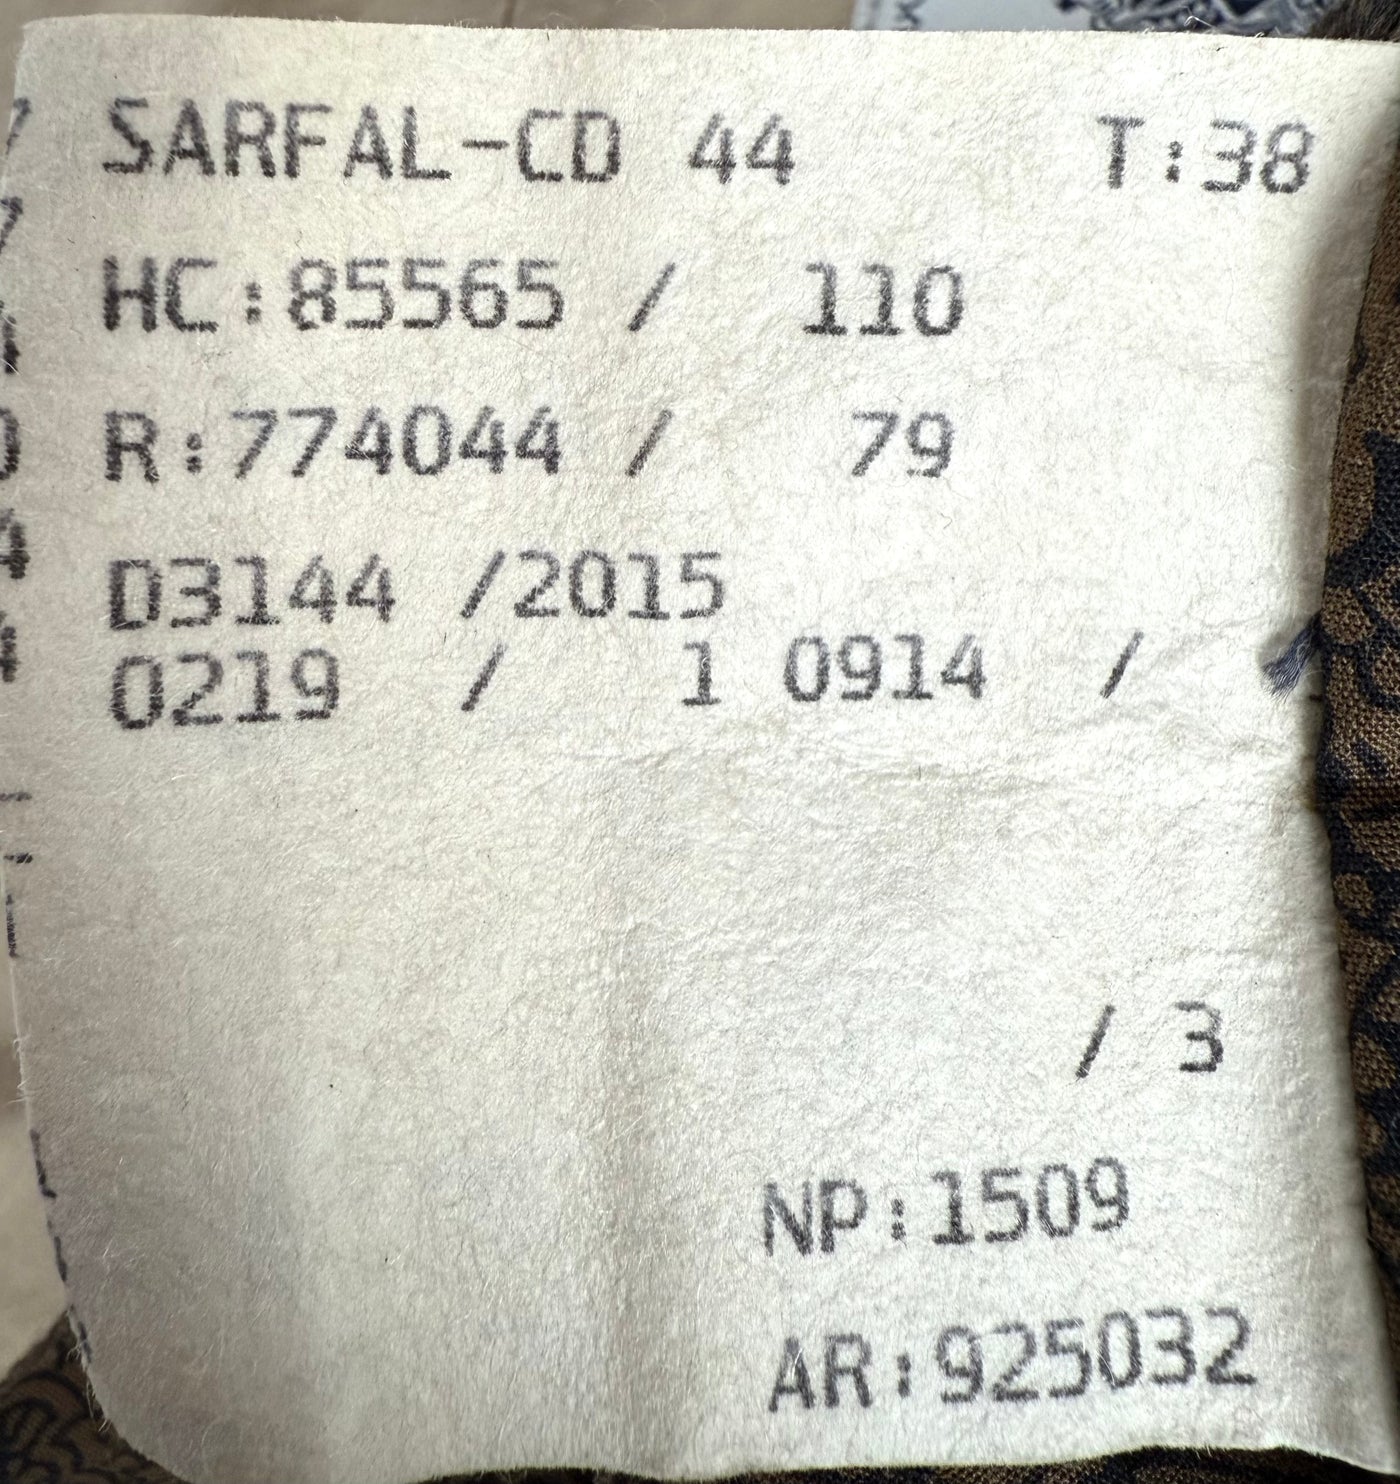 SARFAL-CD 44 T:38
HC:85565 / 110
R:774044 / 79
D3144 /2015
0219 / 1 0914 /
/ 3
NP:1509
AR:925032